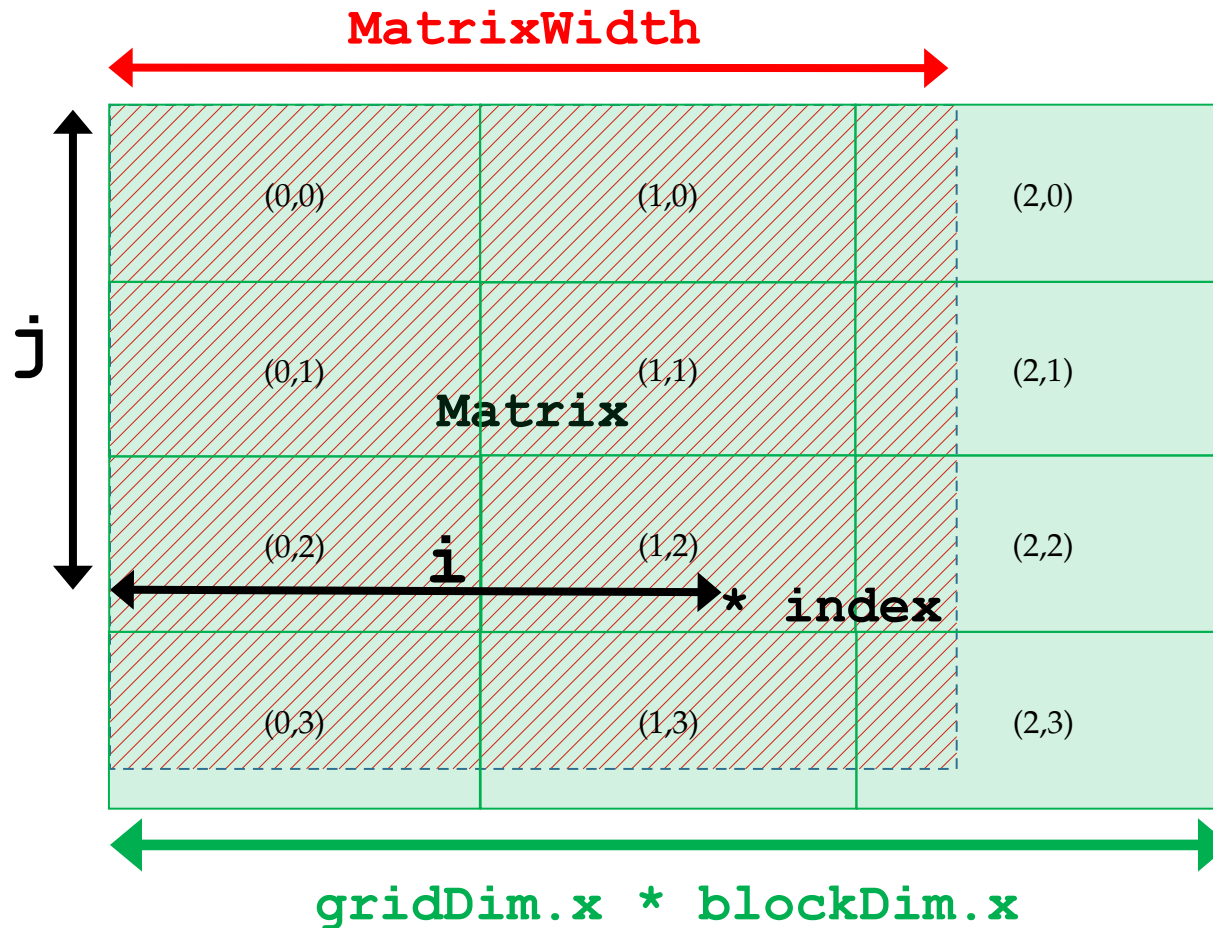 MatrixWidth
(0,0) (1,0) (2,0)
j
(0,1) (1,1) (2,1)
Matrix
(0,2) i (1,2) (2,2)
* index
(0,3) (1,3) (2,3)
gridDim.x * blockDim.x